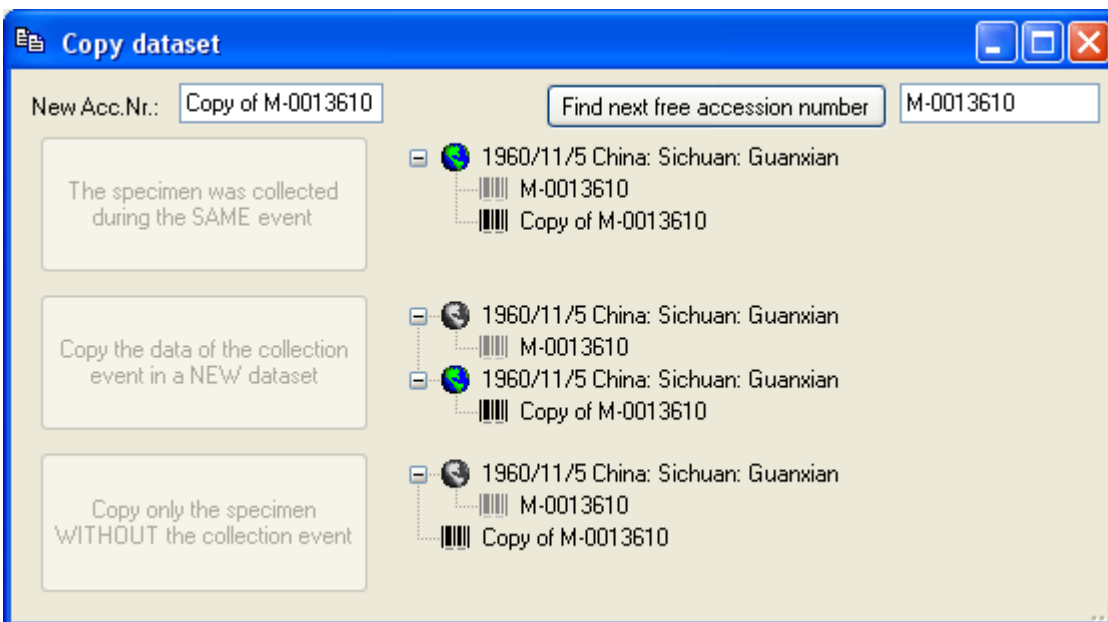 Copy dataset
New Acc.Nr.: Copy of M-0013610 Find next free accession number M-0013610
The specimen was collected
during the SAME event
1960/11/5 China: Sichuan: Guanxian
M-0013610
Copy of M-0013610
Copy the data of the collection
event in a NEW dataset
1960/11/5 China: Sichuan: Guanxian
M-0013610
1960/11/5 China: Sichuan: Guanxian
Copy of M-0013610
Copy only the specimen
WITHOUT the collection event
1960/11/5 China: Sichuan: Guanxian
M-0013610
Copy of M-0013610